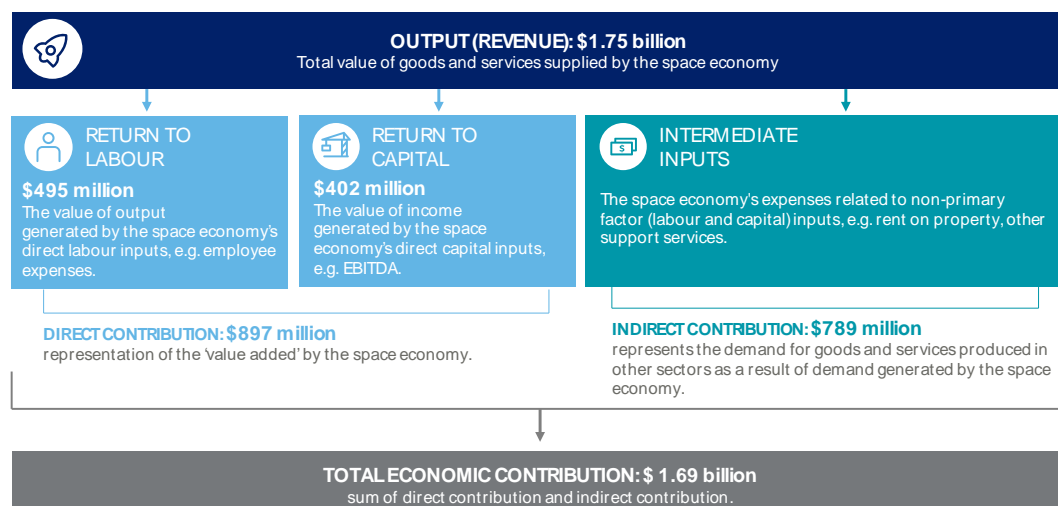 OUTPUT (REVENUE): $1.75 billion
Total value of goods and services supplied by the space economy
RETURN TO
LABOUR
$495 million
The value of output
generated by the space economy's
direct labour inputs, e.g. employee
expenses.
RETURN TO
CAPITAL
$402 million
The value of income
generated by the space
economy's direct capital inputs,
e.g. EBITDA.
INTERMEDIATE
INPUTS
$
The space economy's expenses related to non-primary
factor (labour and capital) inputs, e.g. rent on property, other
support services.
DIRECT CONTRIBUTION: $897 million
representation of the 'value added' by the space economy.
INDIRECT CONTRIBUTION: $789 million
represents the demand for goods and services produced in
other sectors as a result of demand generated by the space
economy.
TOTAL ECONOMIC CONTRIBUTION: $ 1.69 billion
sum of direct contribution and indirect contribution.